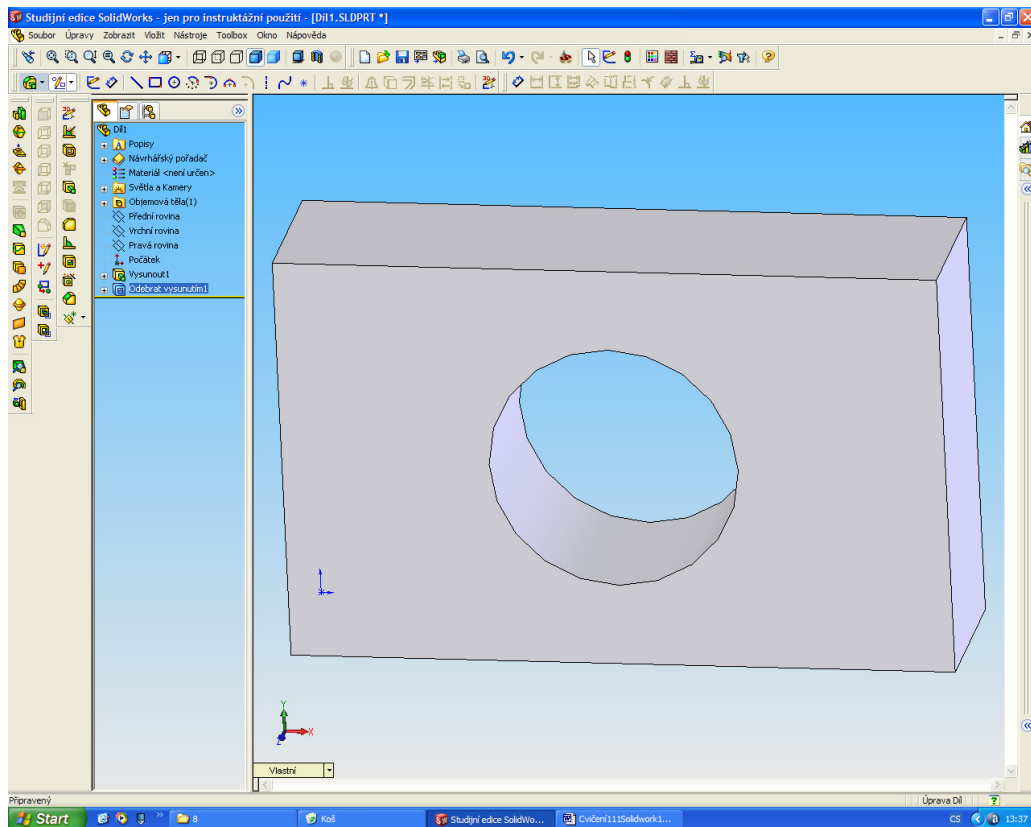 Studijní edice SolidWorks - jen pro instruktážní použití - [Díl1.SLDPRT *]
Soubor Úpravy Zobrazit Vložit Nástroje Toolbox Okno Nápověda
Díl1
Popisy
Návrhářský pořadač
Materiál <není určen>
Světla a Kamery
Objemová těla(1)
Přední rovina
Vrchní rovina
Pravá rovina
Počátek
Vysunout1
Odebrat vysunutím1
Y
X
Z
Vlastní
Připravený
Úprava Díl
Start
8
Koš
Studijní edice SolidWo...
Cvičení111Solidwork1...
CS
13:37